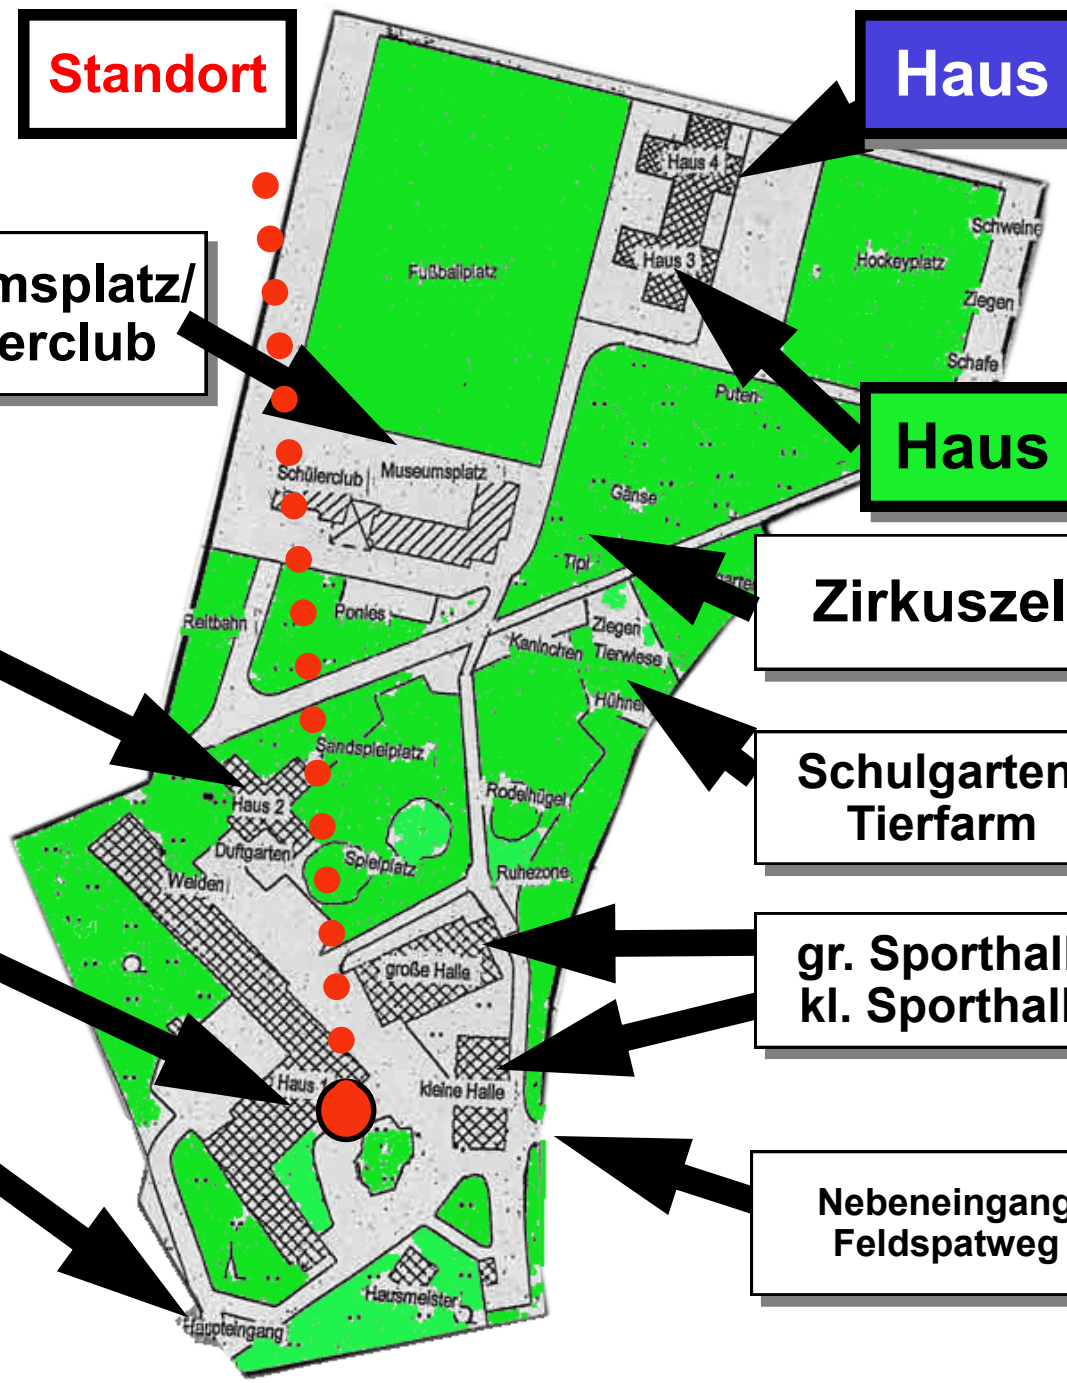 Standort
Haus
msplatz/
erclub
Haus 4
Haus 3
Fußballplatz
Hockeyplatz
Schweine
Ziegen
Schafe
Puten
Haus
Schülerclub
Museumsplatz
Gänse
Tipi
garten
Zirkuszel
Reitbahn
Ponies
Kaninchen
Ziegen
Tierwiese
Hühner
Sandspielplatz
Schulgarten
Tierfarm
Haus 2
Duftgarten
Spielplatz
Weiden
Rodelhügel
Ruhezone
große Halle
gr. Sporthall
kl. Sporthall
Haus 1
kleine Halle
Nebeneingang
Feldspatweg
Hausmeister
Haupteingang